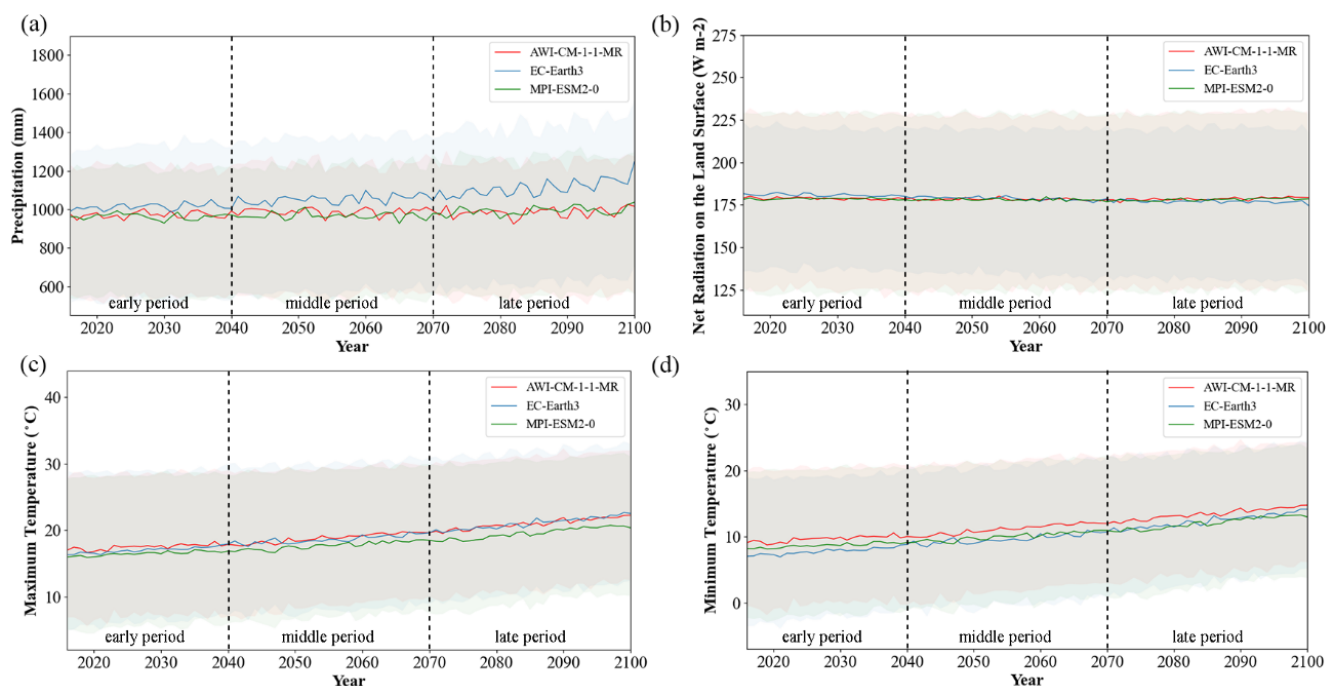 (a)
Precipitation (mm)
1800
1600
1400
1200
1000
800
600
AWI-CM-1-1-MR
EC-Earth3
MPI-ESM2-0
early period
middle period
late period
2020 2030 2040 2050 2060 2070 2080 2090 2100
Year
(b)
Net Radiation on the Land Surface (W m-2)
275
250
225
200
175
150
125
AWI-CM-1-1-MR
EC-Earth3
MPI-ESM2-0
early period
middle period
late period
2020 2030 2040 2050 2060 2070 2080 2090 2100
Year
(c)
Maximum Temperature (°C)
40
30
20
10
AWI-CM-1-1-MR
EC-Earth3
MPI-ESM2-0
early period
middle period
late period
2020 2030 2040 2050 2060 2070 2080 2090 2100
Year
(d)
Minimum Temperature (°C)
30
20
10
0
AWI-CM-1-1-MR
EC-Earth3
MPI-ESM2-0
early period
middle period
late period
2020 2030 2040 2050 2060 2070 2080 2090 2100
Year